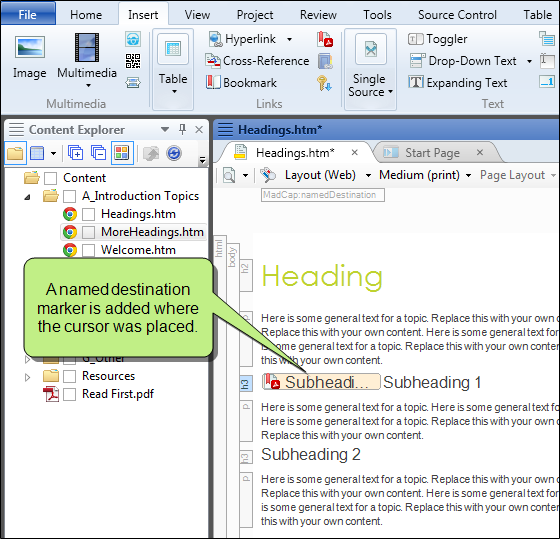 File Home Insert View Project Review Tools Source Control Table
Image
Multimedia
Multimedia
Table
Hyperlink
Cross-Reference
Bookmark
Links
Single
Source
Toggler
Drop-Down Text
Expanding Text
Text
Content Explorer
Content
A_Introduction Topics
Headings.htm
MoreHeadings.htm
Welcome.htm
G_Other
Resources
Read First.pdf
Headings.htm*
Headings.htm* Start Page
Layout (Web) Medium (print) Page Layout
MadCap:namedDestination
html
body
h2
Heading
p
Here is some general text for a topic. Replace this with your own
Replace this with your own content. Here is some general text for
Here is some general text for a topic. Replace this with your own
this with your own content.
A named destination
marker is added where
the cursor was placed.
h3
Subheadi... Subheading 1
p
Here is some general text for a topic. Replace this with your own
Here is some general text for a topic. Here is some general text for
Replace this with your own content.
h3
Subheading 2
p
Here is some general text for a topic. Replace this with your own
Replace this with your own content. Here is some general text for
Here is some general text for a topic. Replace this with your own
this with your own content.